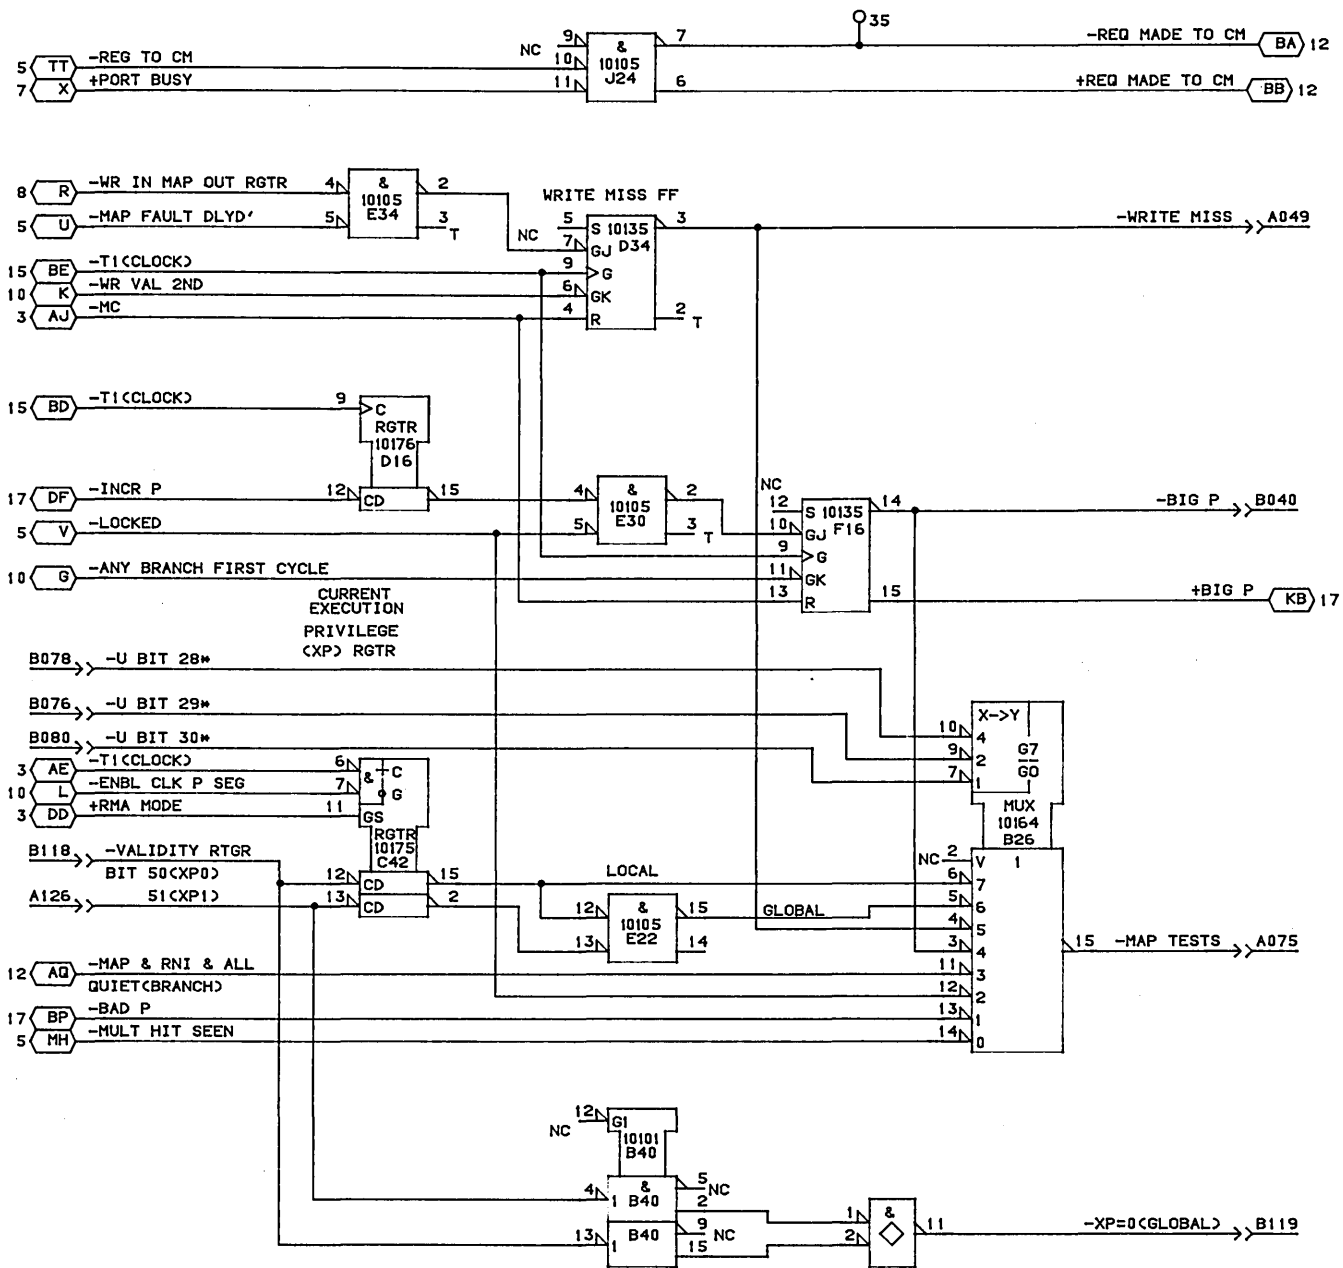 35
5 TT -REG TO CM
7 X +PORT BUSY
NC 9
10
11
&
10105
J24
7
6
-REQ MADE TO CM BA 12
+REQ MADE TO CM BB 12
8 R -WR IN MAP OUT RGTR 4
5 U -MAP FAULT DLYD' 5
&
10105
E34
2
3
T
WRITE MISS FF
15 BE -T1(CLOCK)
10 K -WR VAL 2ND
3 AJ -MC
NC
5 S 10135
D34
7 GJ
9 G
6 GK
4 R
3
2 T
-WRITE MISS A049
15 BD -T1(CLOCK) 9
C
RGTR
10176
D16
17 DF -INCR P 12 CD 15
5 V -LOCKED
4
5
&
10105
E30
2
3
T
10 G -ANY BRANCH FIRST CYCLE
NC
12 S 10135
F16
10 GJ
9 G
11 GK
13 R
14
15
-BIG P B040
+BIG P KB 17
CURRENT
EXECUTION
PRIVILEGE
(XP) RGTR
B078 -U BIT 28*
B076 -U BIT 29*
B080 -U BIT 30*
3 AE -T1(CLOCK) 6
10 L -ENBL CLK P SEG 7
3 DD +RMA MODE 11
& C
G
GS
RGTR
10175
C42
B118 -VALIDITY RTGR
BIT 50(XP0)
A126 51(XP1)
12 CD 15
13 CD 2
LOCAL
12
13
&
10105
E22
15
14
GLOBAL
X->Y
10 4
9 2
7 1
G7
G0
MUX
10164
B26
NC 2 V 1
6 7
5 6
4 5
3 4
11 3
12 2
13 1
14 0
15 -MAP TESTS A075
12 AQ -MAP & RNI & ALL
QUIET(BRANCH)
17 BP -BAD P
5 MH -MULT HIT SEEN
NC 12 G1
10101
B40
4 1
&
B40
5 NC
2
13 1
B40
9 NC
15
1
2
&
11
-XP=0(GLOBAL) B119